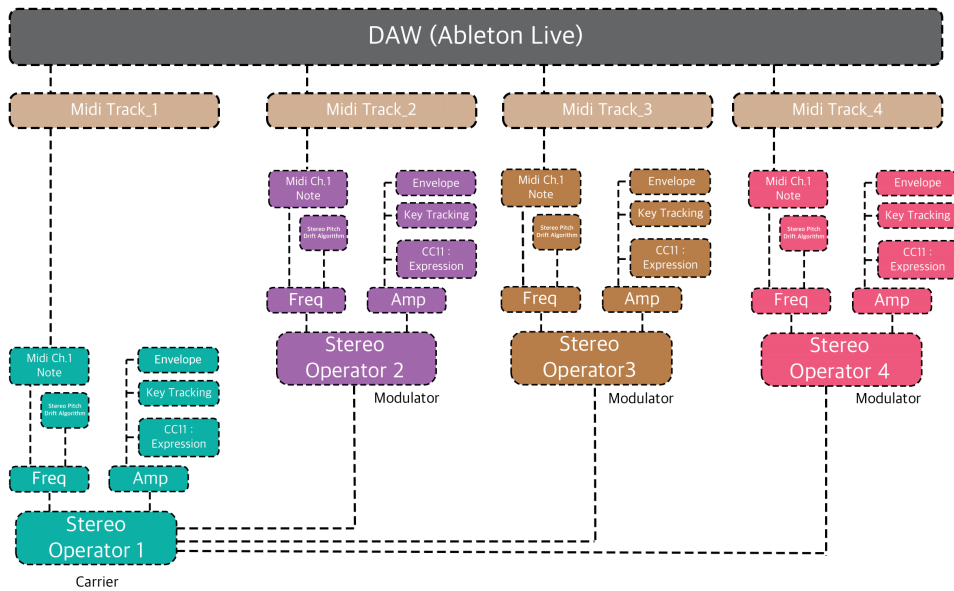 DAW (Ableton Live)
Midi Track_1
Midi Track_2
Midi Track_3
Midi Track_4
Midi Ch.1
Note
Stereo Pitch
Drift Algorithm
Envelope
Key Tracking
CC11 :
Expression
Freq
Amp
Stereo
Operator 2
Modulator
Midi Ch.1
Note
Stereo Pitch
Drift Algorithm
Envelope
Key Tracking
CC11 :
Expression
Freq
Amp
Stereo
Operator3
Modulator
Midi Ch.1
Note
Stereo Pitch
Drift Algorithm
Envelope
Key Tracking
CC11 :
Expression
Freq
Amp
Stereo
Operator 4
Modulator
Midi Ch.1
Note
Stereo Pitch
Drift Algorithm
Envelope
Key Tracking
CC11 :
Expression
Freq
Amp
Stereo
Operator 1
Carrier